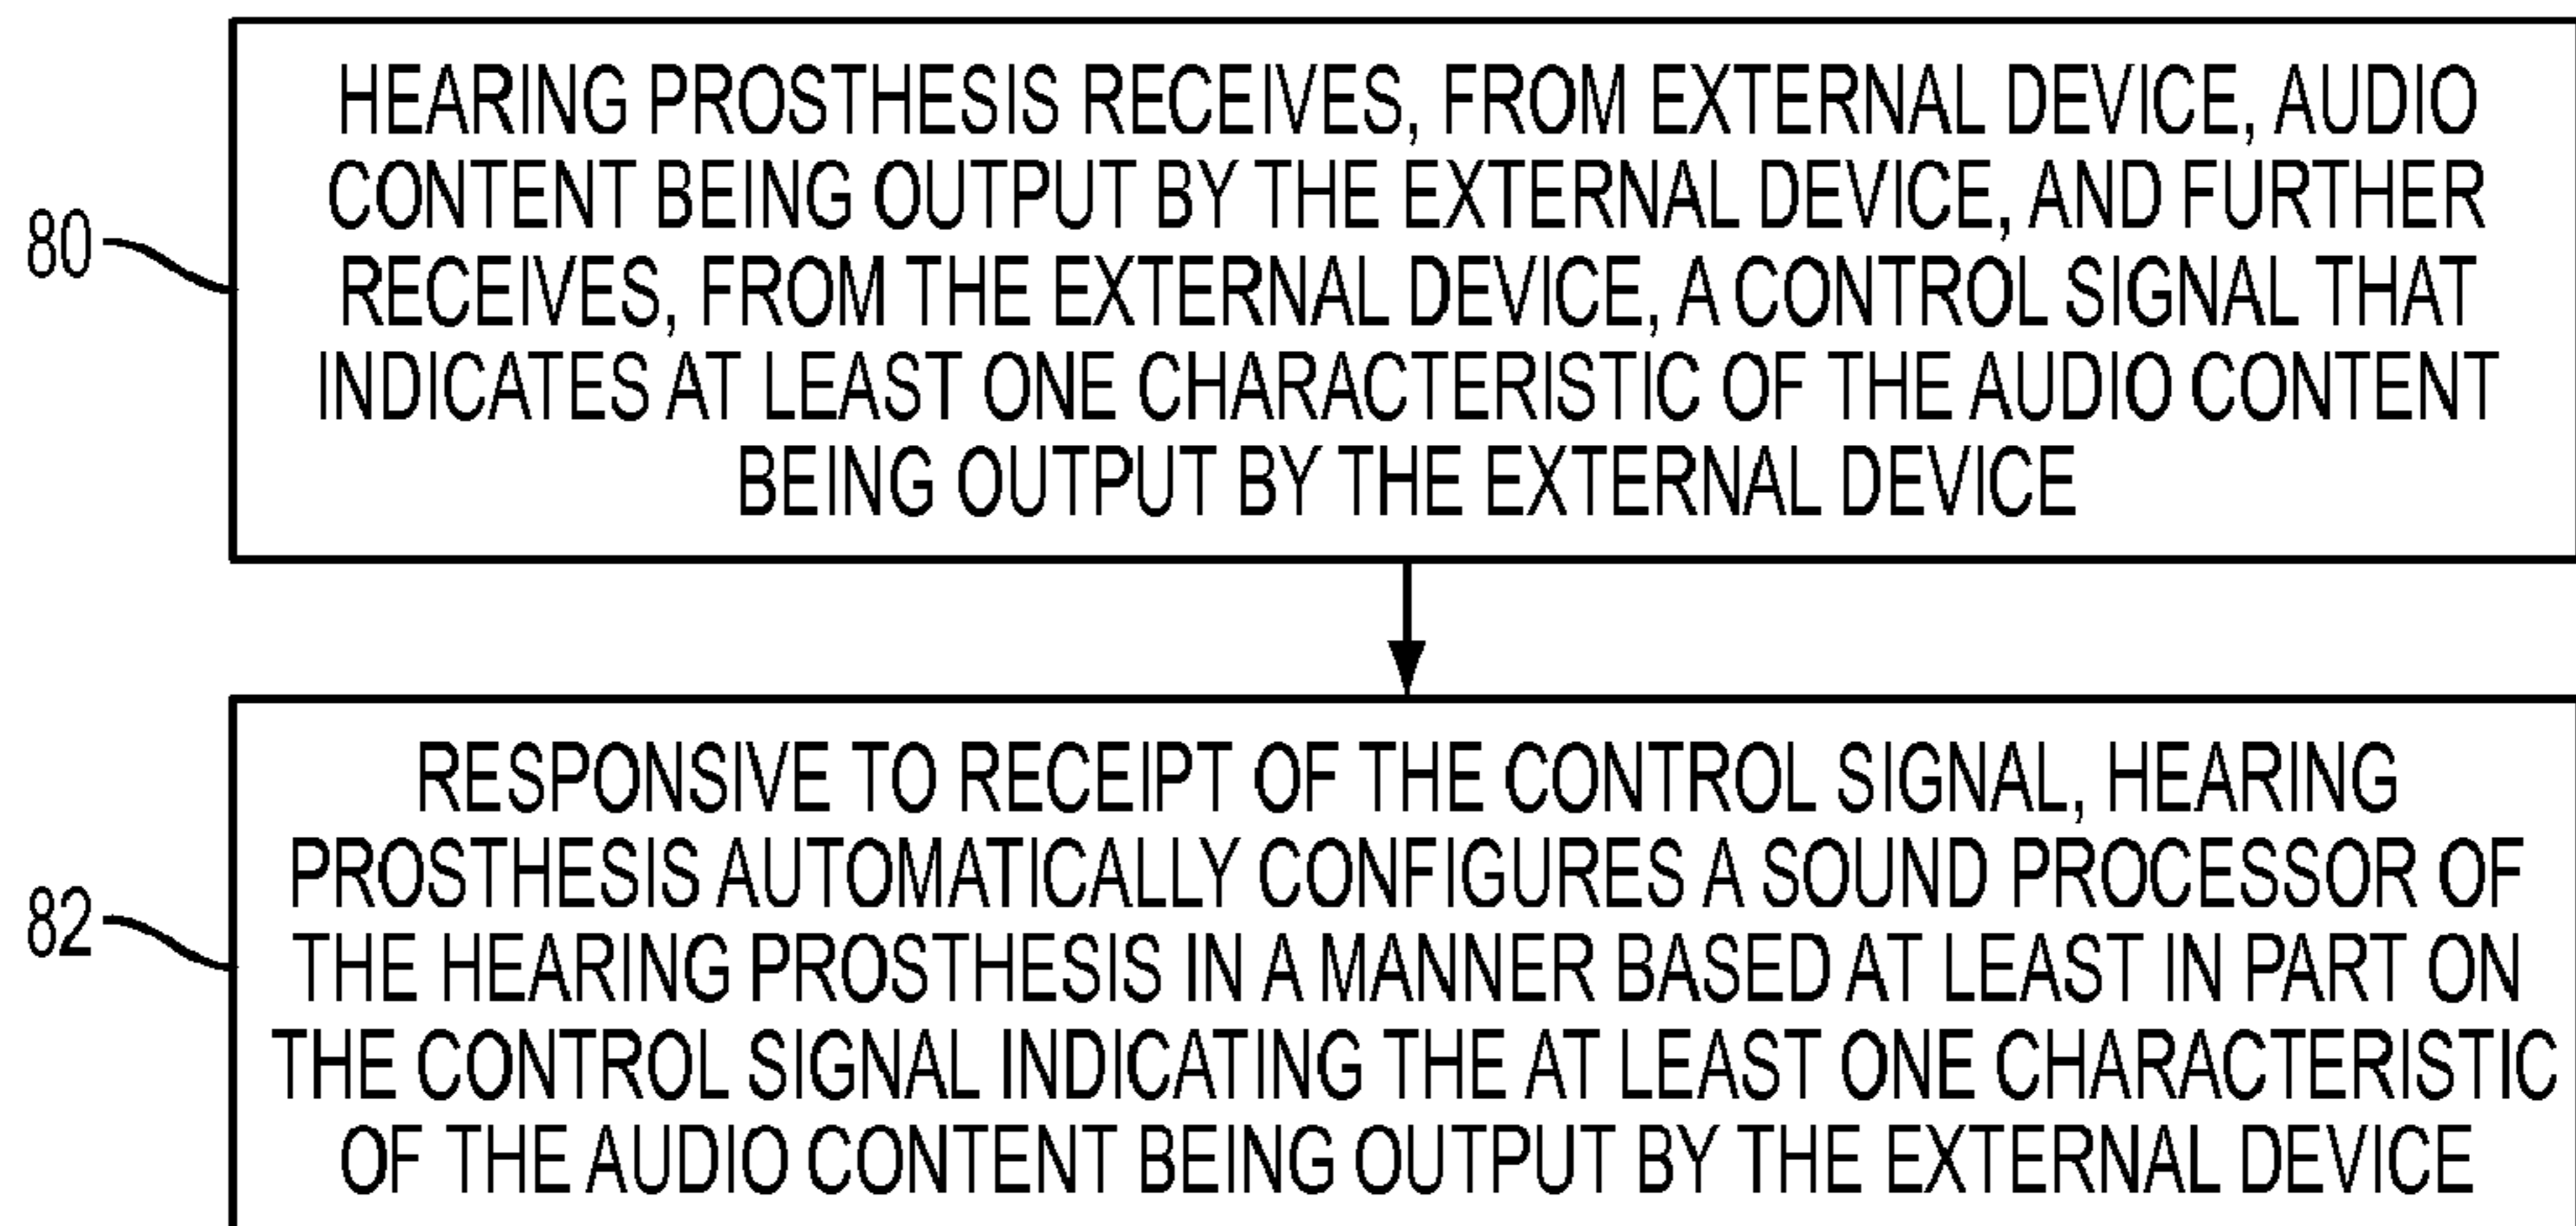 80
HEARING PROSTHESIS RECEIVES, FROM EXTERNAL DEVICE, AUDIO
CONTENT BEING OUTPUT BY THE EXTERNAL DEVICE, AND FURTHER
RECEIVES, FROM THE EXTERNAL DEVICE, A CONTROL SIGNAL THAT
INDICATES AT LEAST ONE CHARACTERISTIC OF THE AUDIO CONTENT
BEING OUTPUT BY THE EXTERNAL DEVICE
82
RESPONSIVE TO RECEIPT OF THE CONTROL SIGNAL, HEARING
PROSTHESIS AUTOMATICALLY CONFIGURES A SOUND PROCESSOR OF
THE HEARING PROSTHESIS IN A MANNER BASED AT LEAST IN PART ON
THE CONTROL SIGNAL INDICATING THE AT LEAST ONE CHARACTERISTIC
OF THE AUDIO CONTENT BEING OUTPUT BY THE EXTERNAL DEVICE